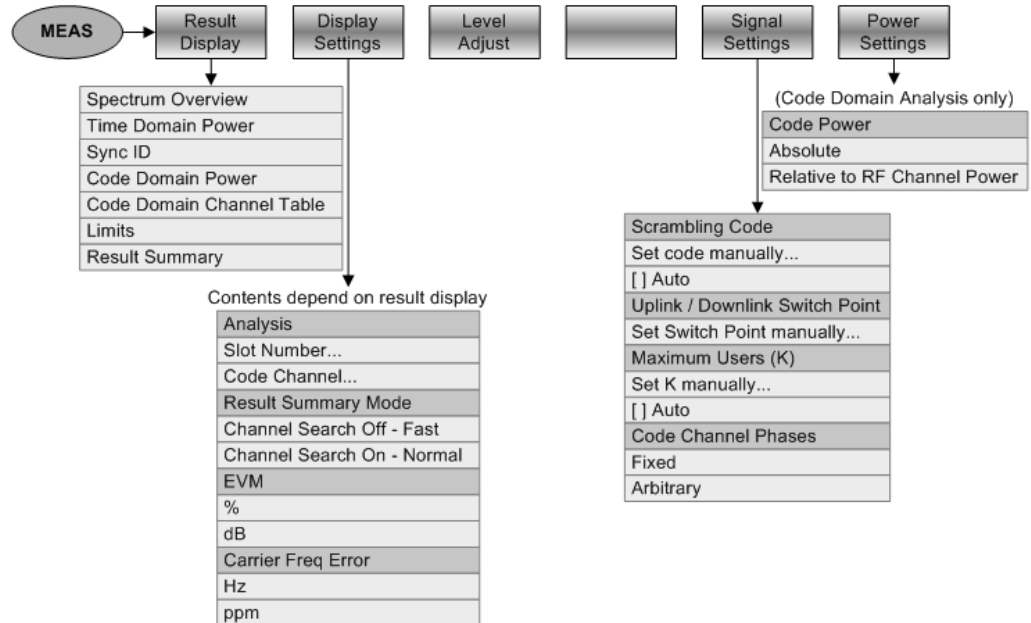 MEAS
Result
Display
Display
Settings
Level
Adjust
Signal
Settings
Power
Settings
Spectrum Overview
Time Domain Power
Sync ID
Code Domain Power
Code Domain Channel Table
Limits
Result Summary
Contents depend on result display
Analysis
Slot Number...
Code Channel...
Result Summary Mode
Channel Search Off - Fast
Channel Search On - Normal
EVM
%
dB
Carrier Freq Error
Hz
ppm
Scrambling Code
Set code manually...
[ ] Auto
Uplink / Downlink Switch Point
Set Switch Point manually...
Maximum Users (K)
Set K manually...
[ ] Auto
Code Channel Phases
Fixed
Arbitrary
(Code Domain Analysis only)
Code Power
Absolute
Relative to RF Channel Power